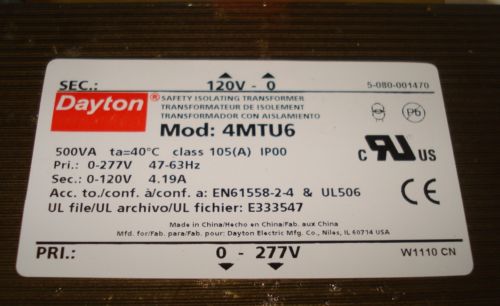 SEC.: 120V - 0 5-080-001470
Dayton ® SAFETY ISOLATING TRANSFORMER
TRANSFORMATEUR DE ISOLEMENT
TRANSFORMADOR CON AISLAMIENTO
Mod: 4MTU6
Pb
500VA ta=40°C class 105(A) IP00
Pri.: 0-277V 47-63Hz
Sec.: 0-120V 4.19A
C UR US
CE
Acc. to./conf. à/conf. a: EN61558-2-4 & UL506
UL file/UL archivo/UL fichier: E333547
Made in China/Hecho en China/Fab. aux China
Mfd. for/Fab. para/Fab. pour: Dayton Electric Mfg. Co., Niles, IL 60714 USA
PRI.: 0 - 277V W1110 CN